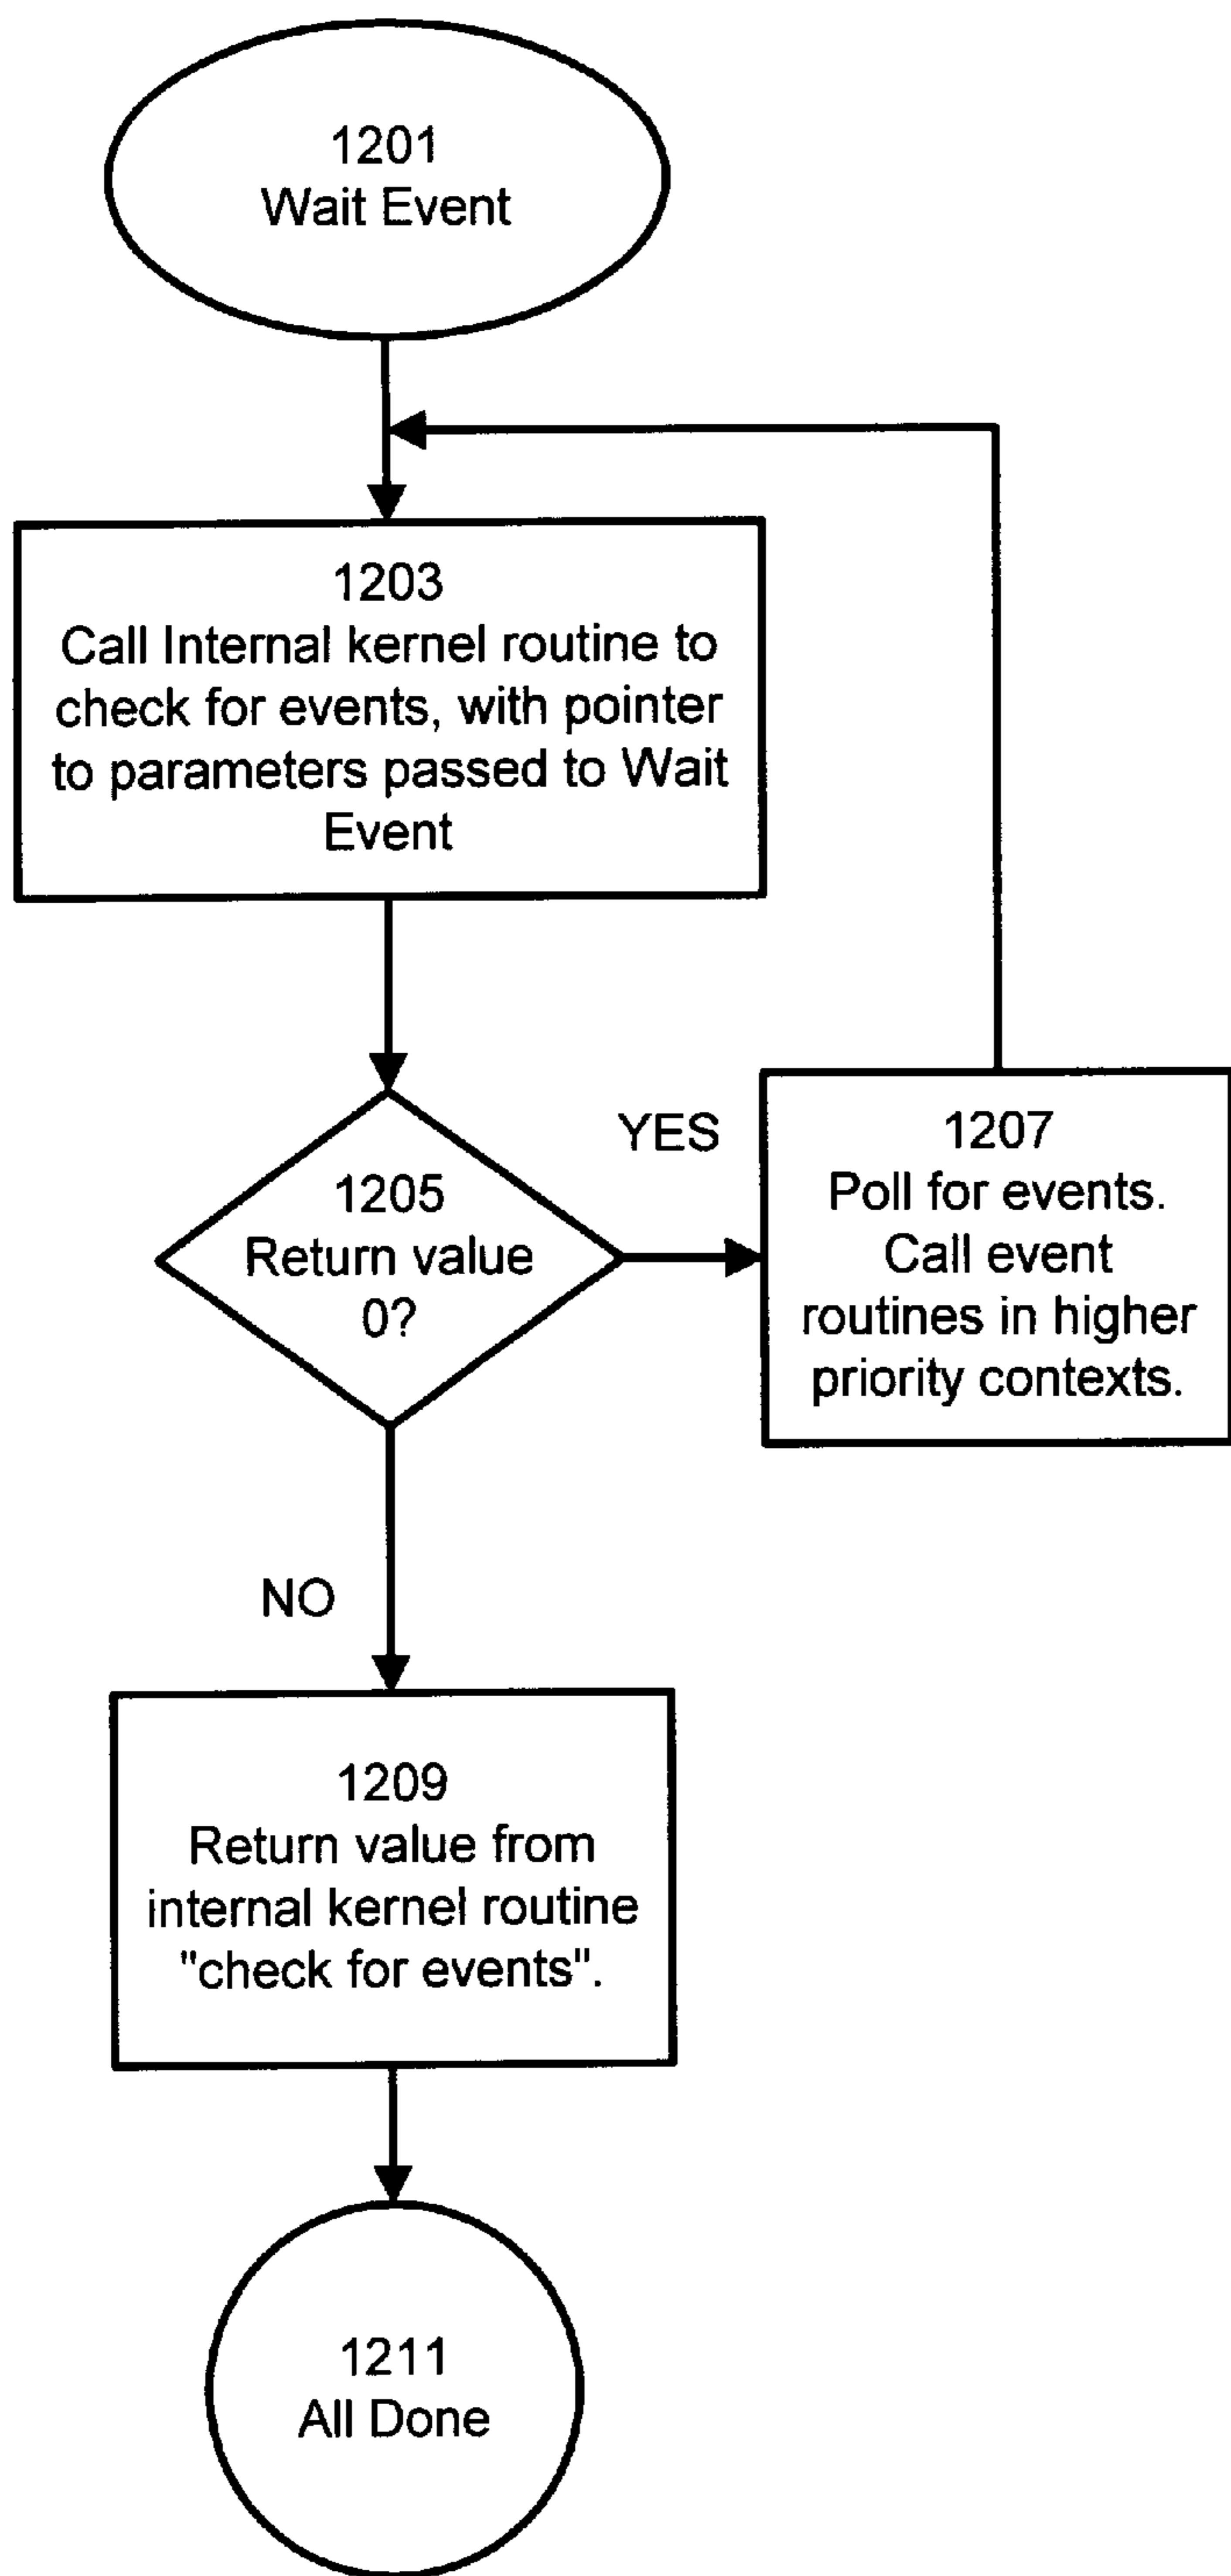 1201
Wait Event
1203
Call Internal kernel routine to
check for events, with pointer
to parameters passed to Wait
Event
YES
1205
Return value
0?
1207
Poll for events.
Call event
routines in higher
priority contexts.
NO
1209
Return value from
internal kernel routine
"check for events".
1211
All Done